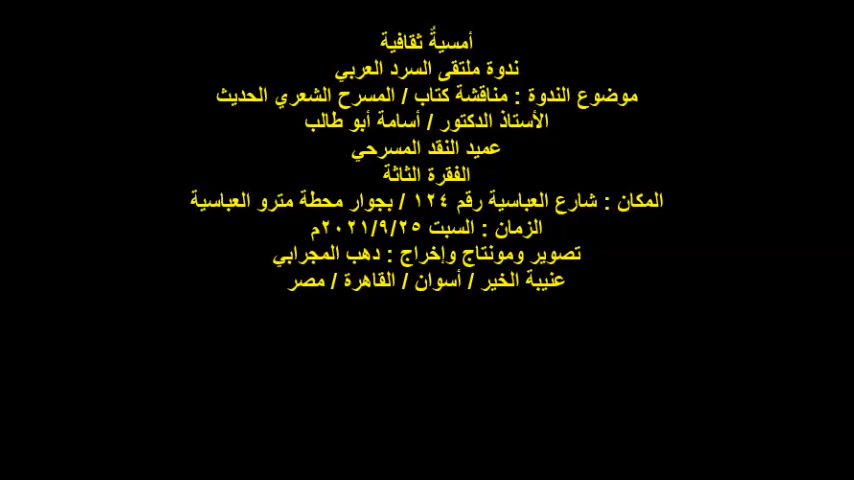 أمسيةٌ ثقافية
ندوة ملتقى السرد العربي
موضوع الندوة : مناقشة كتاب / المسرح الشعري الحديث
الأستاذ الدكتور / أسامة أبو طالب
عميد النقد المسرحي
الفقرة الثاثة
المكان : شارع العباسية رقم ١٢٤ / بجوار محطة مترو العباسية
الزمان : السبت ٢٠٢١/٩/٢٥م
تصوير ومونتاج وإخراج : دهب المجرابي
عنيبة الخير / أسوان / القاهرة / مصر